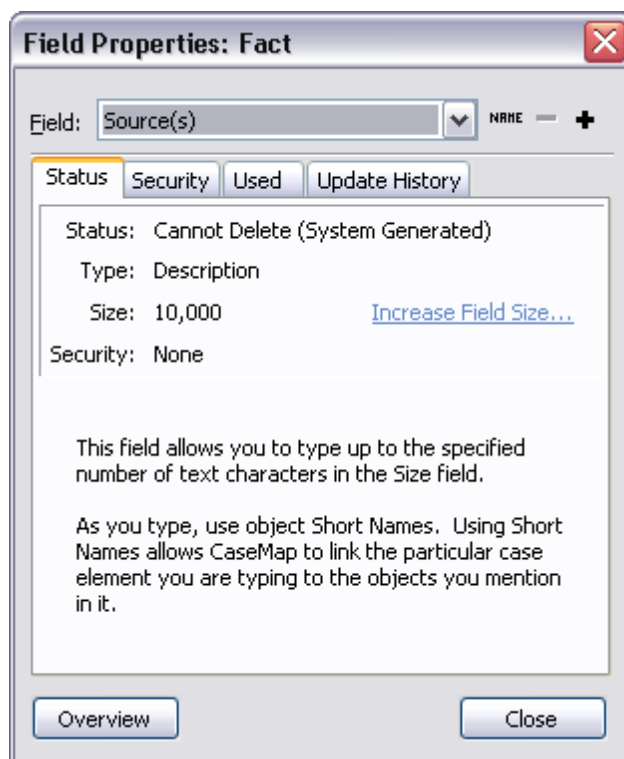 Field Properties: Fact
Field: Source(s) NAME
Status Security Used Update History
Status: Cannot Delete (System Generated)
Type: Description
Size: 10,000 Increase Field Size...
Security: None
This field allows you to type up to the specified
number of text characters in the Size field.
As you type, use object Short Names. Using Short
Names allows CaseMap to link the particular case
element you are typing to the objects you mention
in it.
Overview Close